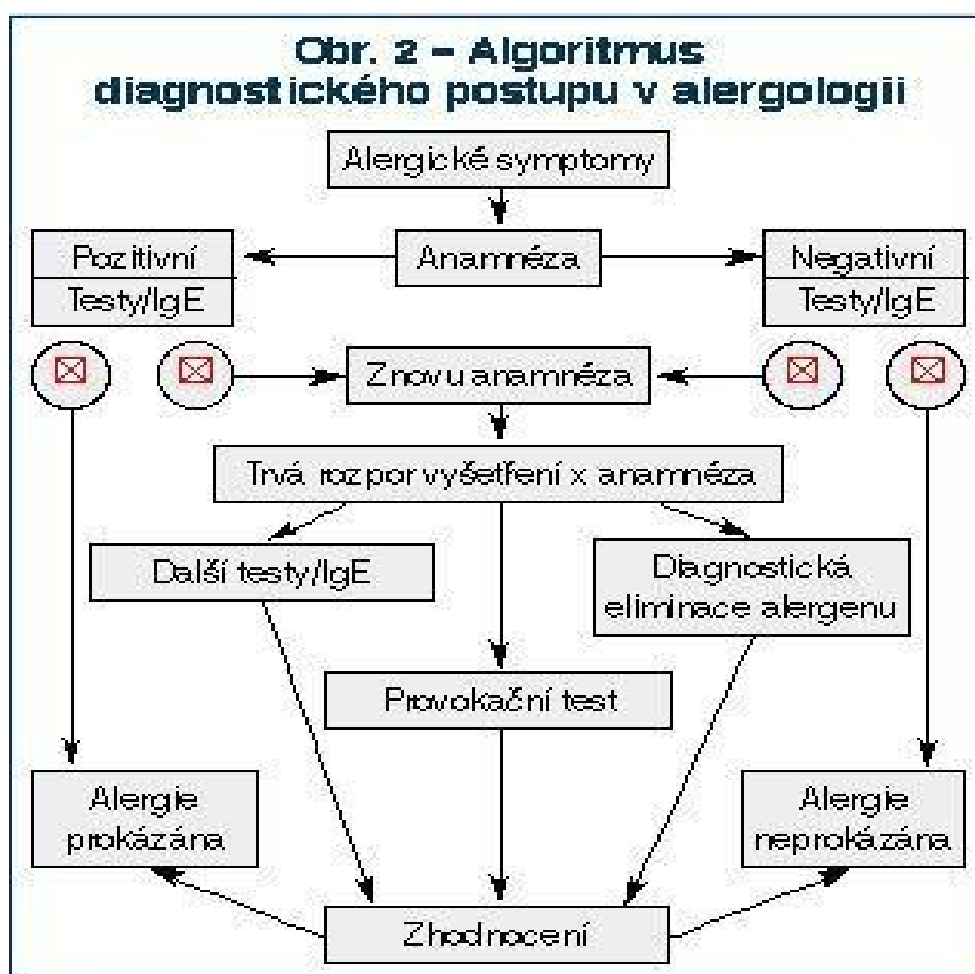 Obr. 2 – Algoritmus
diagnostického postupu v alergologii
Alergické symptomy
Pozitivní
Testy/IgE
Anamnéza
Negativní
Testy/IgE
Znovu anamnéza
Trvá rozpor vyšetření x anamnéza
Další testy/IgE
Diagnostická
eliminace alergenu
Provokační test
Alergie
prokázána
Alergie
neprokázána
Zhodnocení